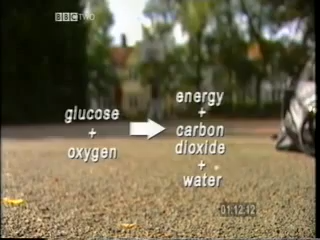 BBC TWO
glucose
+
oxygen
energy
+
carbon
dioxide
+
water
01.12.12